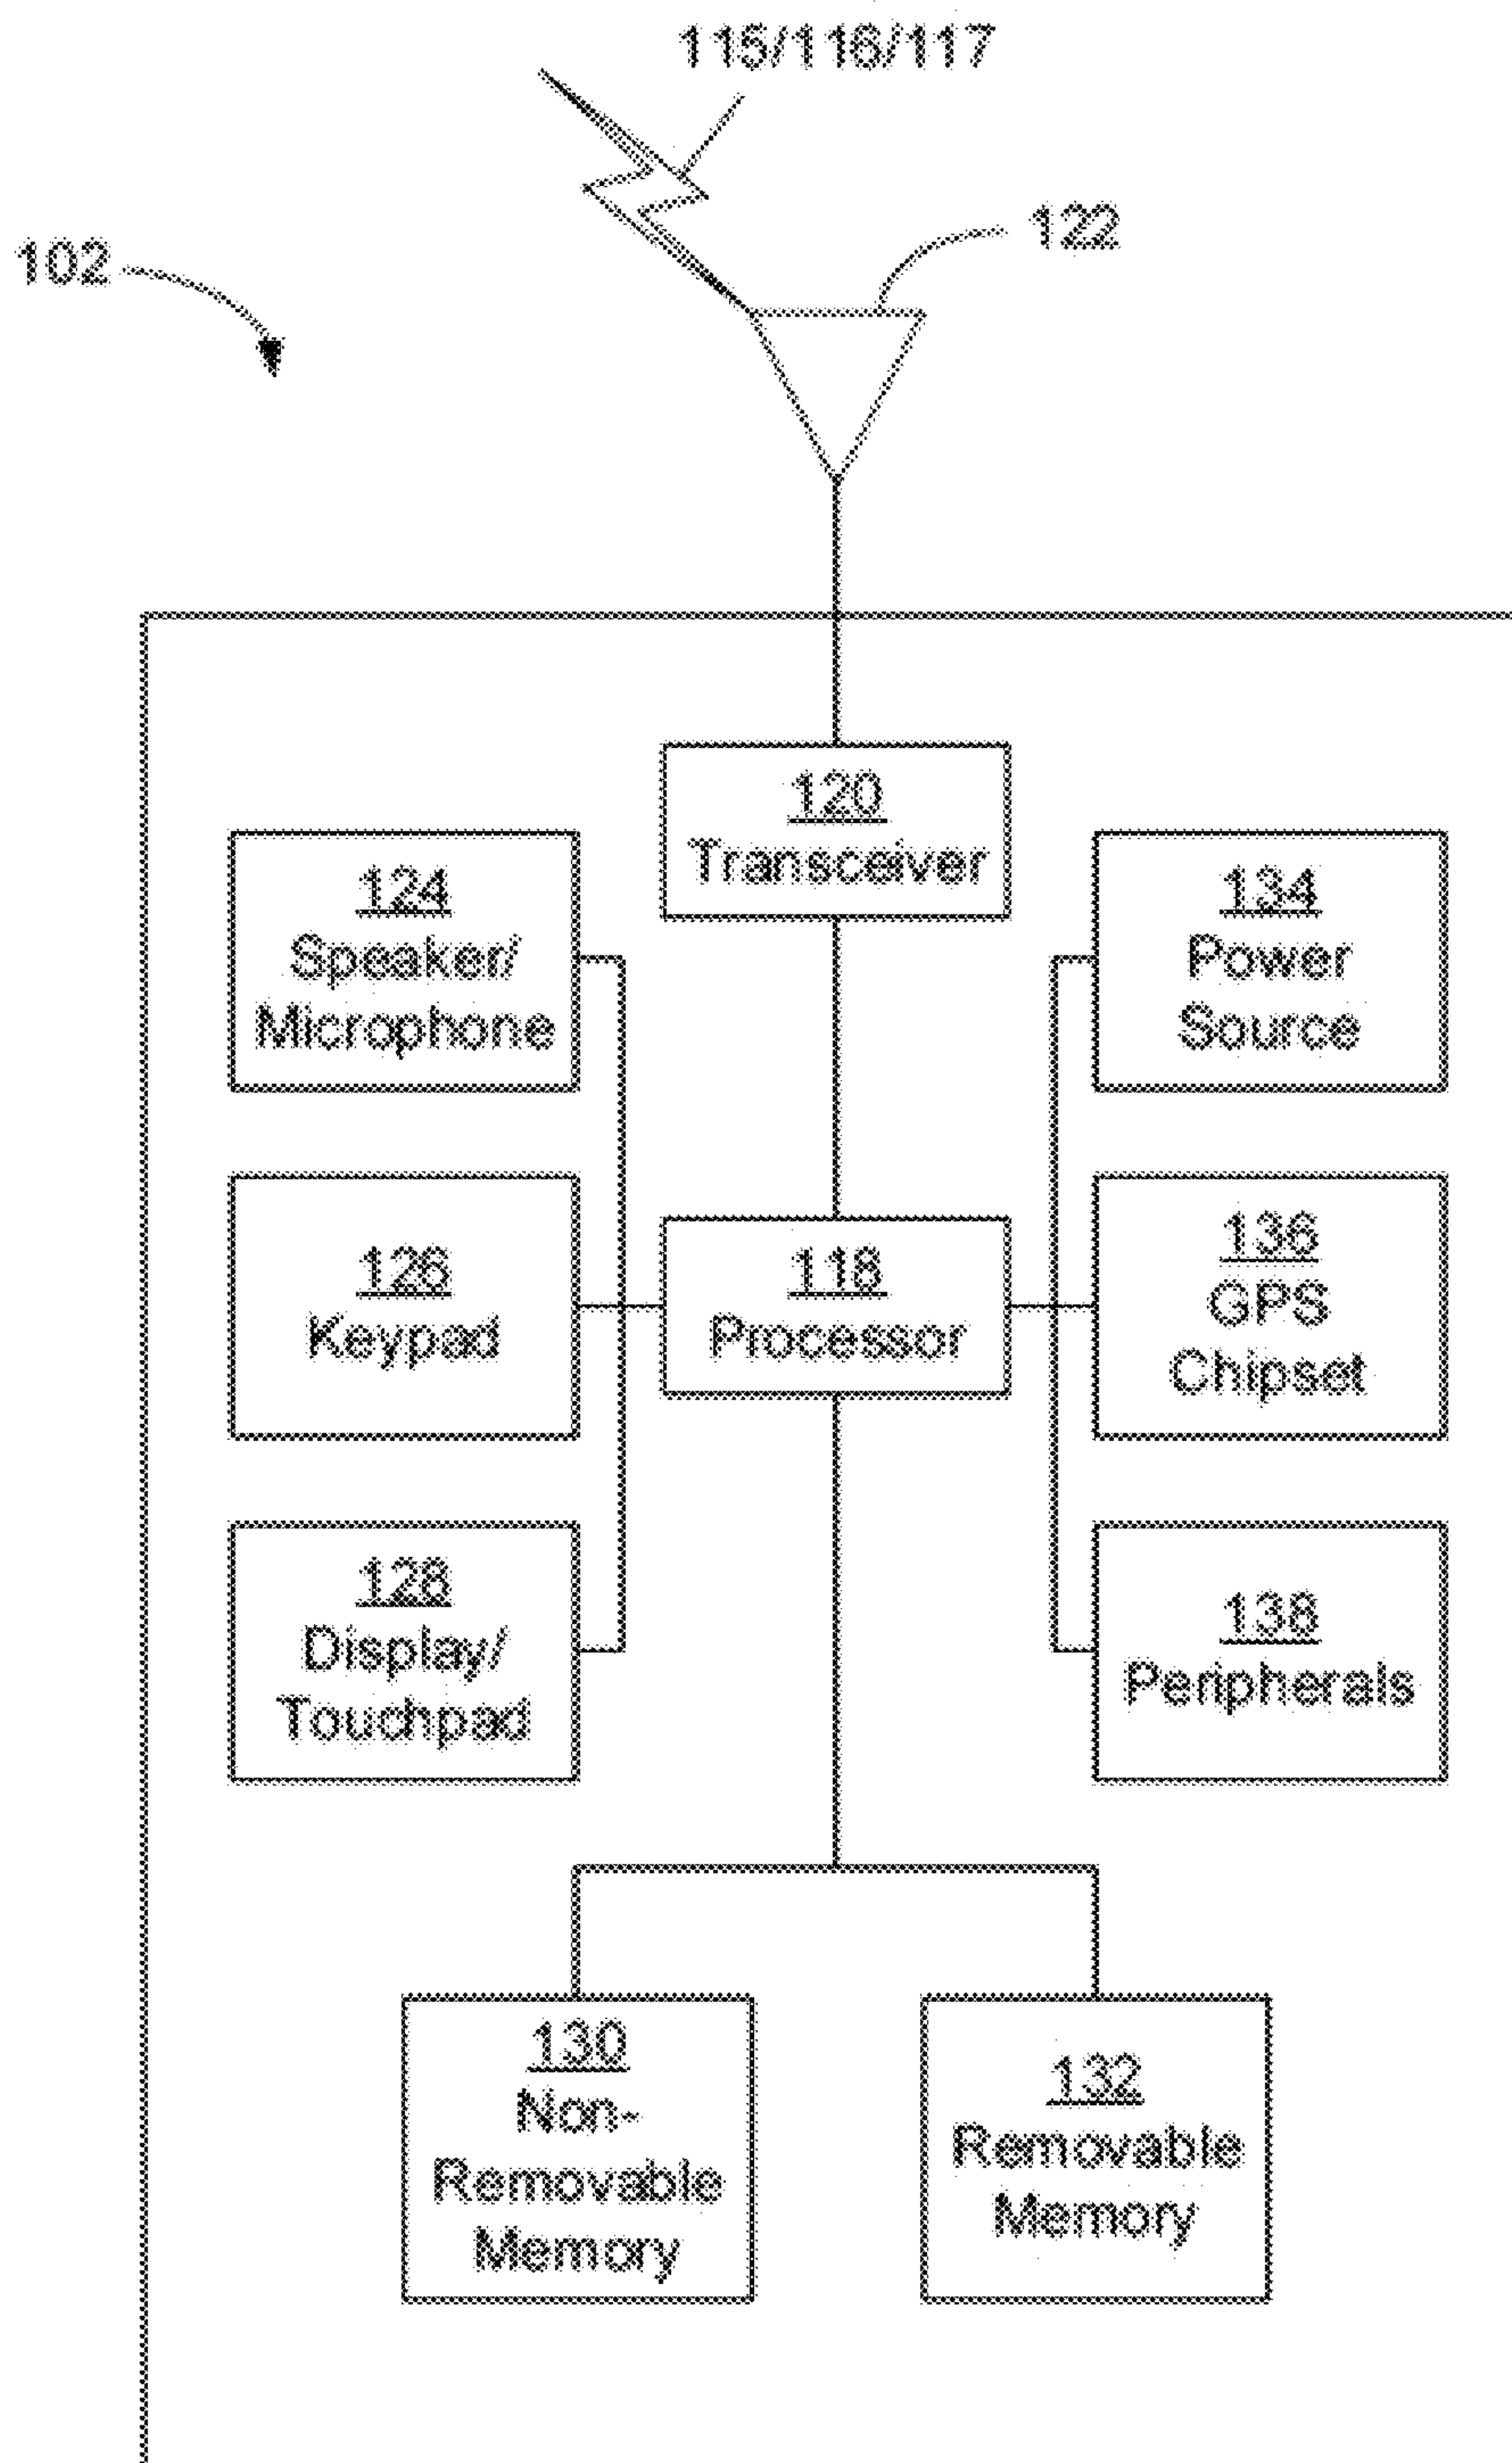 115/116/117
122
102
120
Transceiver
124
Speaker/
Microphone
134
Power
Source
126
Keypad
118
Processor
136
GPS
Chipset
128
Display/
Touchpad
138
Peripherals
130
Non-
Removable
Memory
132
Removable
Memory